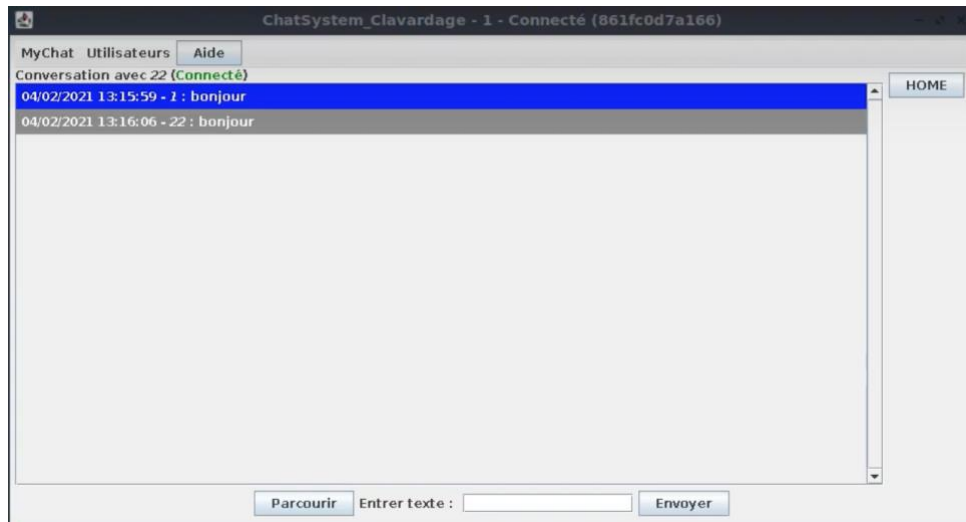 ChatSystem_Clavardage - 1 - Connecté (861fc0d7a166)
MyChat Utilisateurs Aide
Conversation avec 22 (Connecté)
HOME
04/02/2021 13:15:59 - 1 : bonjour
04/02/2021 13:16:06 - 22 : bonjour
Parcourir Entrer texte : Envoyer